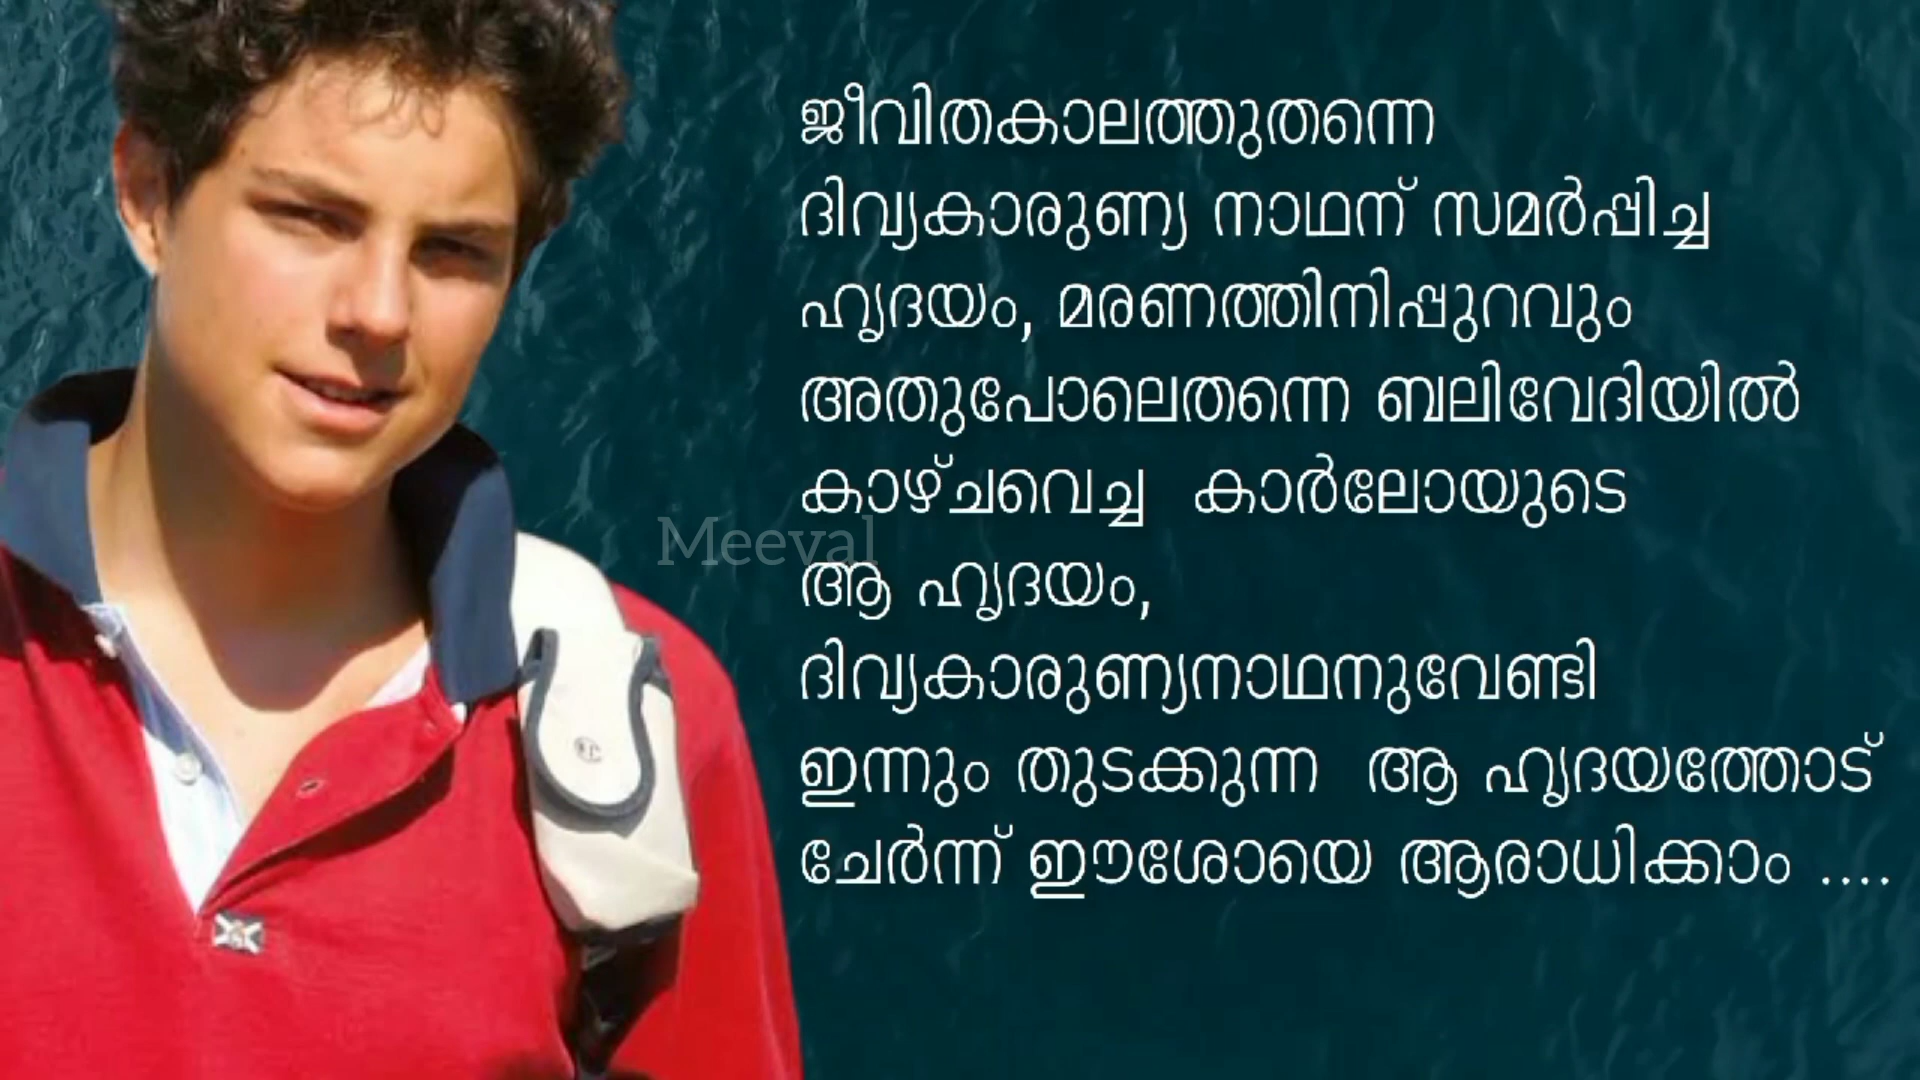 ജീവിതകാലത്തുതന്നെ
ദിവ്യകാരുണ്യ നാഥന് സമർപ്പിച്ച
ഹൃദയം, മരണത്തിനിപ്പുറവും
അതുപോലെതന്നെ ബലിവേദിയിൽ
കാഴ്ചവെച്ച കാർലോയുടെ
Meeval
ആ ഹൃദയം,
ദിവ്യകാരുണ്യനാഥനുവേണ്ടി
ഇന്നും തുടക്കുന്ന ആ ഹൃദയത്തോട്
ചേർന്ന് ഈശോയെ ആരാധിക്കാം ....